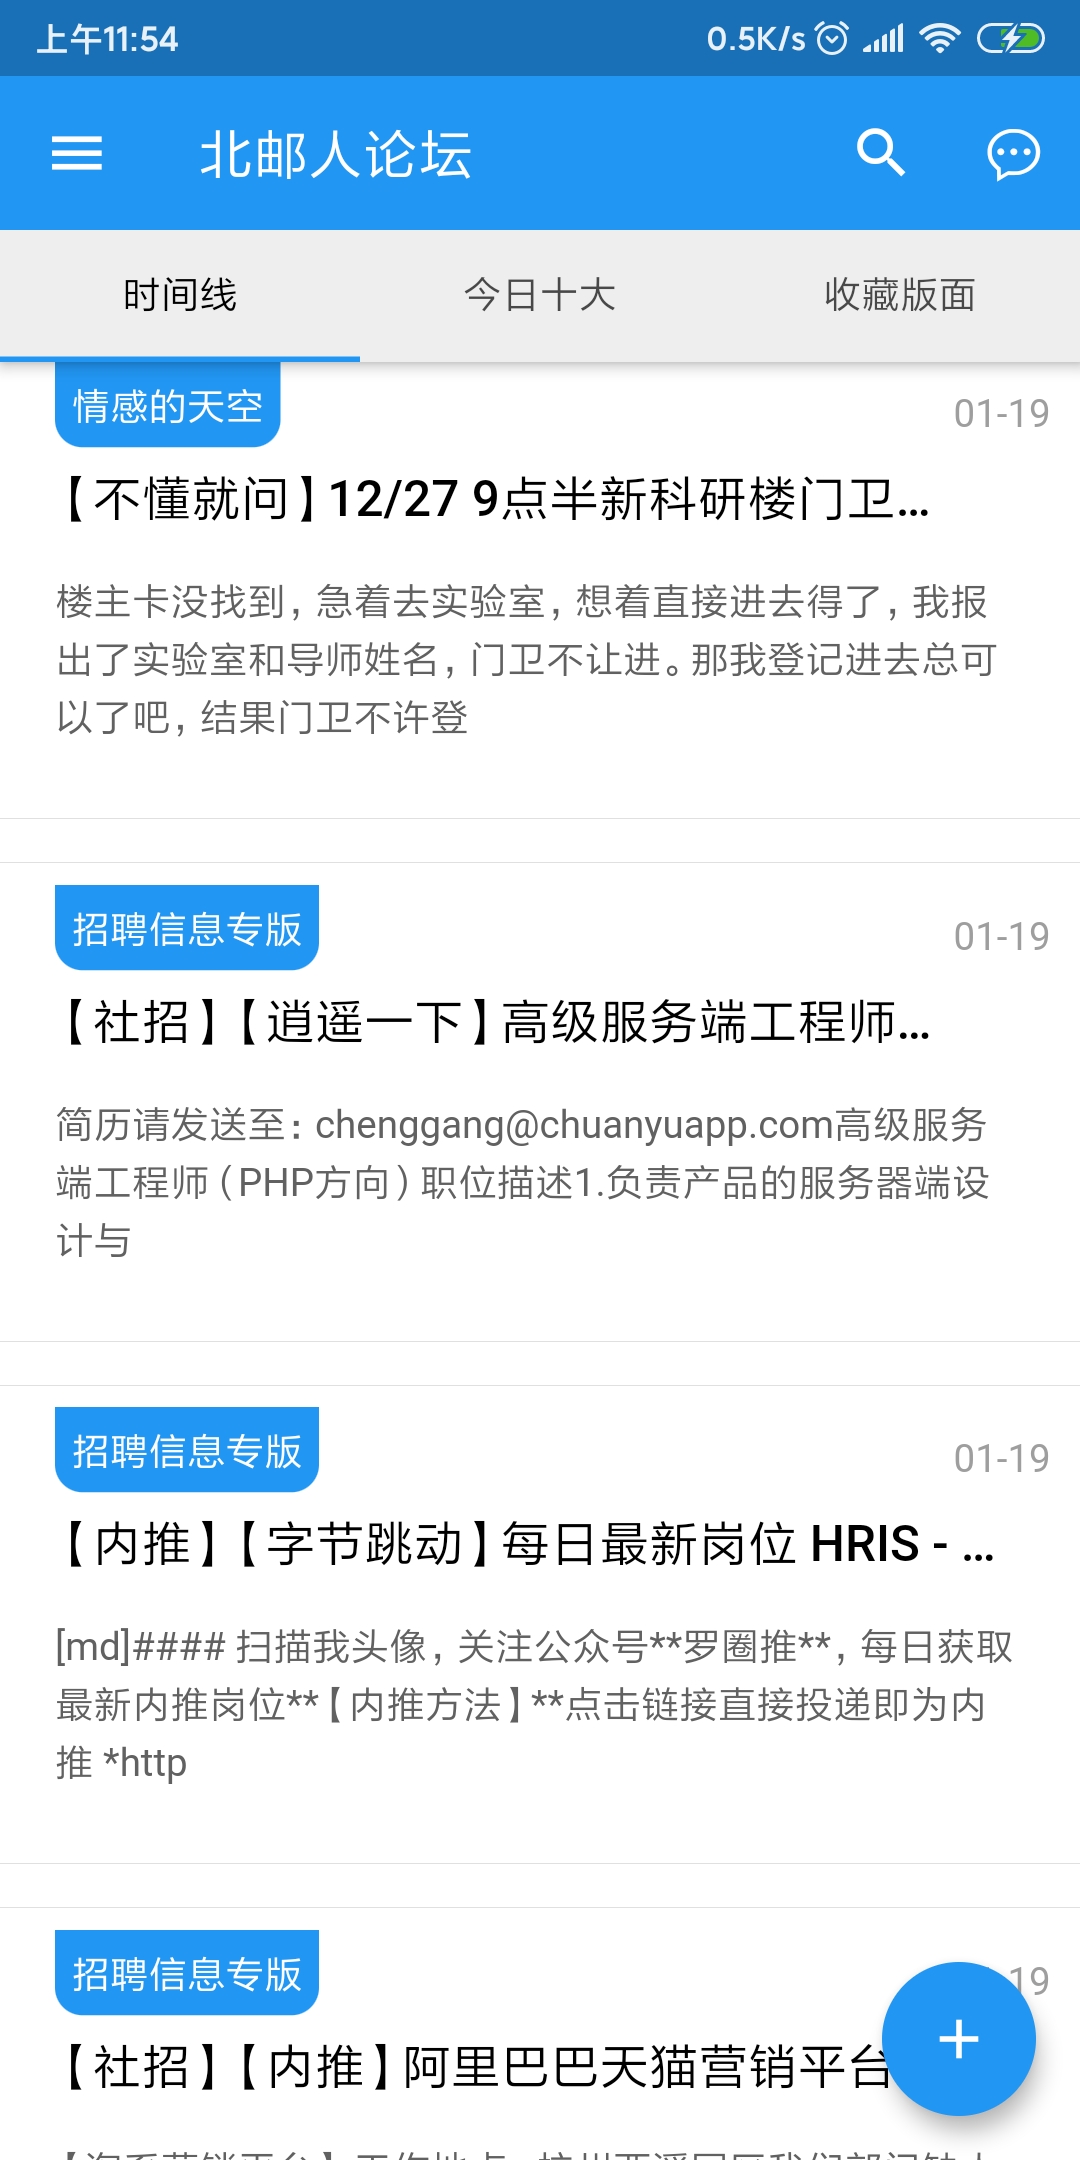 上午11:54
0.5K/s
北邮人论坛
时间线
今日十大
收藏版面
情感的天空
01-19
【不懂就问】12/27 9点半新科研楼门卫...
楼主卡没找到，急着去实验室，想着直接进去得了，我报
出了实验室和导师姓名，门卫不让进。那我登记进去总可
以了吧，结果门卫不许登
招聘信息专版
01-19
【社招】【逍遥一下】高级服务端工程师...
简历请发送至：chenggang@chuanyuapp.com高级服务
端工程师（PHP方向）职位描述1.负责产品的服务器端设
计与
招聘信息专版
01-19
【内推】【字节跳动】每日最新岗位 HRIS - ...
[md]#### 扫描我头像，关注公众号**罗圈推**，每日获取
最新内推岗位**【内推方法】**点击链接直接投递即为内
推 *http
招聘信息专版
19
【社招】【内推】阿里巴巴天猫营销平台